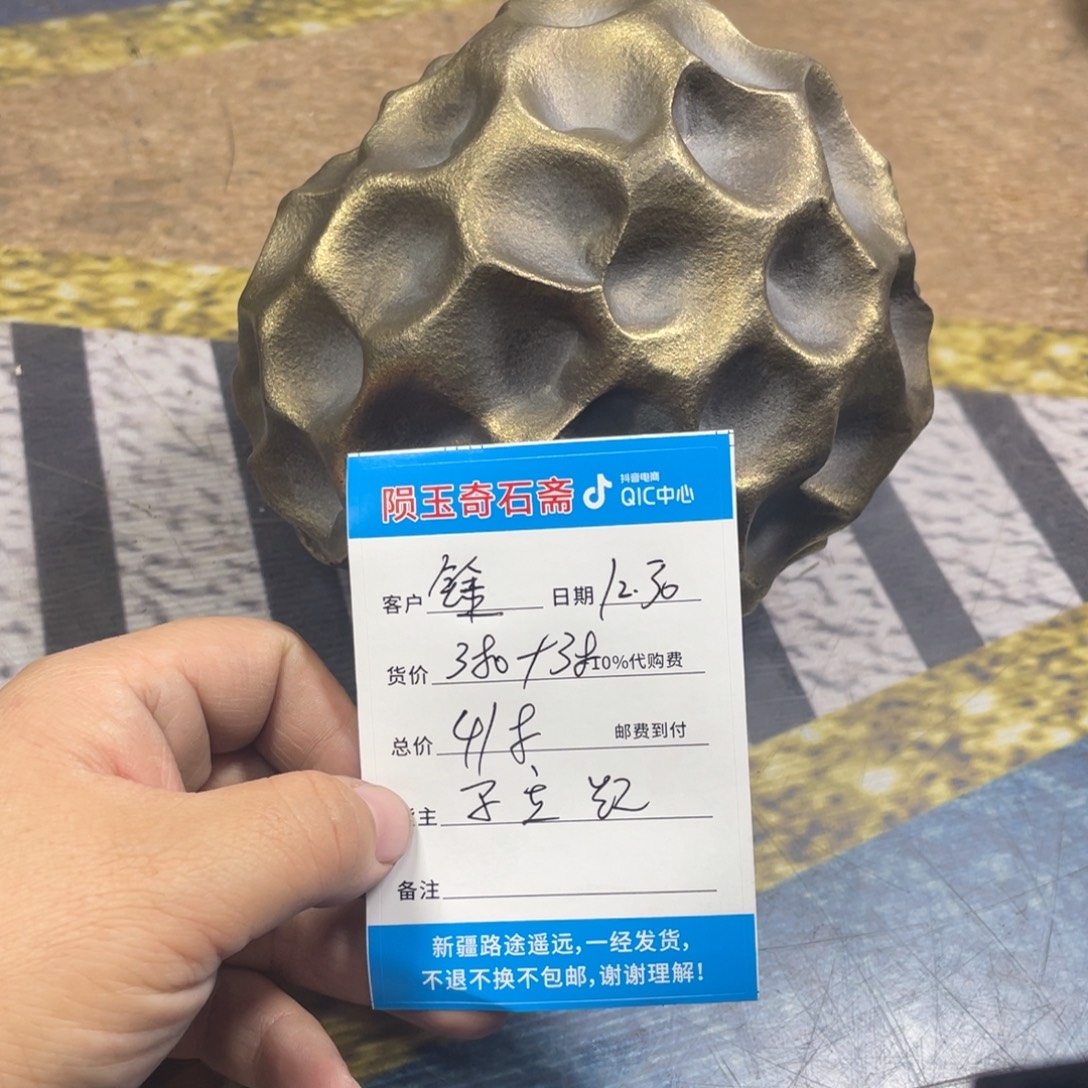 陨玉奇石斋 抖音电商 QIC中心
客户 日期 12.30
货价 380+38 10%代购费
总价 418 邮费到付
主
备注
新疆路途遥远,一经发货,
不退不换不包邮,谢谢理解!